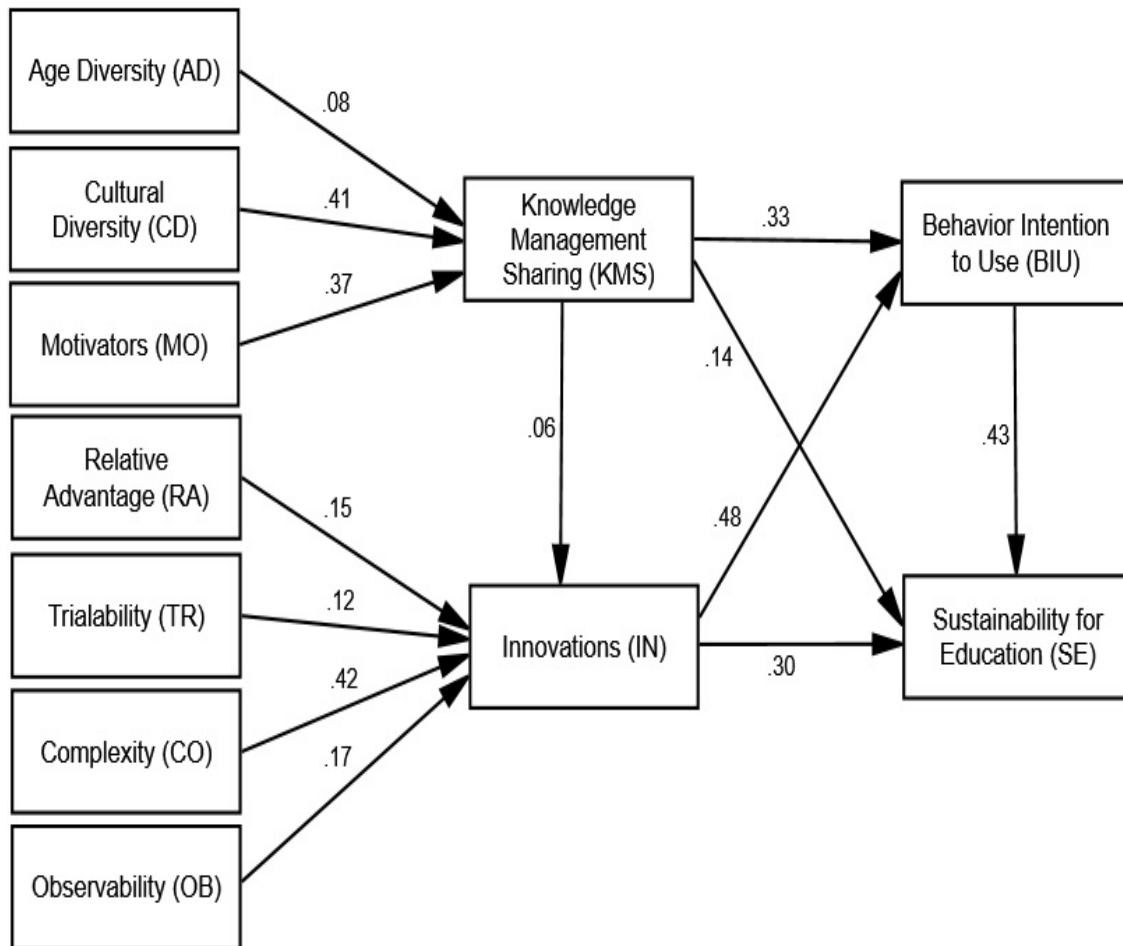 Age Diversity (AD)
.08
Cultural
Diversity (CD)
.41
Motivators (MO)
.37
Knowledge
Management
Sharing (KMS)
.33
Behavior Intention
to Use (BIU)
.14
.06
.43
.48
Relative
Advantage (RA)
.15
Trialability (TR)
.12
Complexity (CO)
.42
Observability (OB)
.17
Innovations (IN)
.30
Sustainability for
Education (SE)